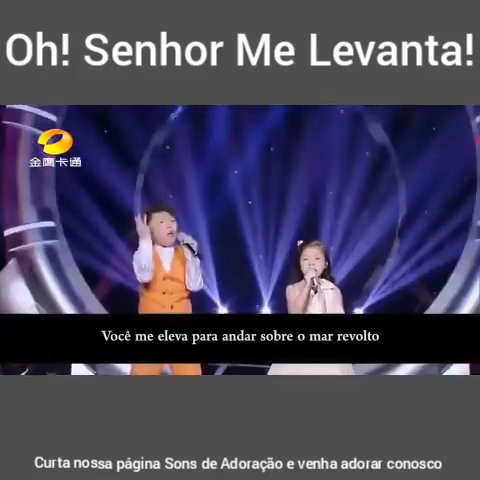 Oh! Senhor Me Levanta!
金鹰卡通
Você me eleva para andar sobre o mar revolto
Curta nossa página Sons de Adoração e venha adorar conosco